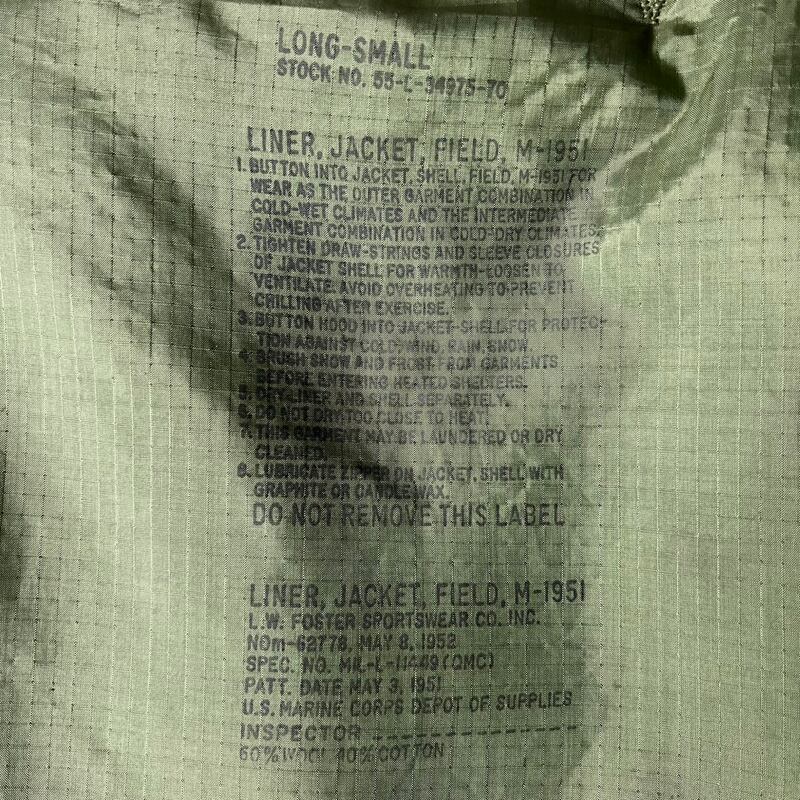 LONG-SMALL
STOCK NO. 55-L-34975-70
LINER, JACKET, FIELD, M-1951
1. BUTTON INTO JACKET, SHELL, FIELD, M-1951 FOR
WEAR AS THE OUTER GARMENT COMBINATION IN
COLD-WET CLIMATES AND THE INTERMEDIATE
GARMENT COMBINATION IN COLD-DRY CLIMATES.
2. TIGHTEN DRAW-STRINGS AND SLEEVE CLOSURES
OF JACKET SHELL FOR WARMTH-LOOSEN TO
VENTILATE. AVOID OVERHEATING TO PREVENT
CHILLING AFTER EXERCISE.
3. BUTTON HOOD INTO JACKET-SHELL FOR PROTEC-
TION AGAINST COLD, WIND, RAIN, SNOW.
4. BRUSH SNOW AND FROST FROM GARMENTS
BEFORE ENTERING HEATED SHELTERS.
5. DRY LINER AND SHELL SEPARATELY.
6. DO NOT DRY TOO CLOSE TO HEAT.
7. THIS GARMENT MAY BE LAUNDERED OR DRY
CLEANED.
8. LUBRICATE ZIPPER ON JACKET, SHELL WITH
GRAPHITE OR CANDLE WAX.
DO NOT REMOVE THIS LABEL
LINER, JACKET, FIELD, M-1951
L.W. FOSTER SPORTSWEAR CO. INC.
NOm-62778, MAY 8, 1952
SPEC. NO. MIL-L-11449 (QMC)
PATT. DATE MAY 3, 1951
U.S. MARINE CORPS DEPOT OF SUPPLIES
INSPECTOR
60% WOOL 40% COTTON